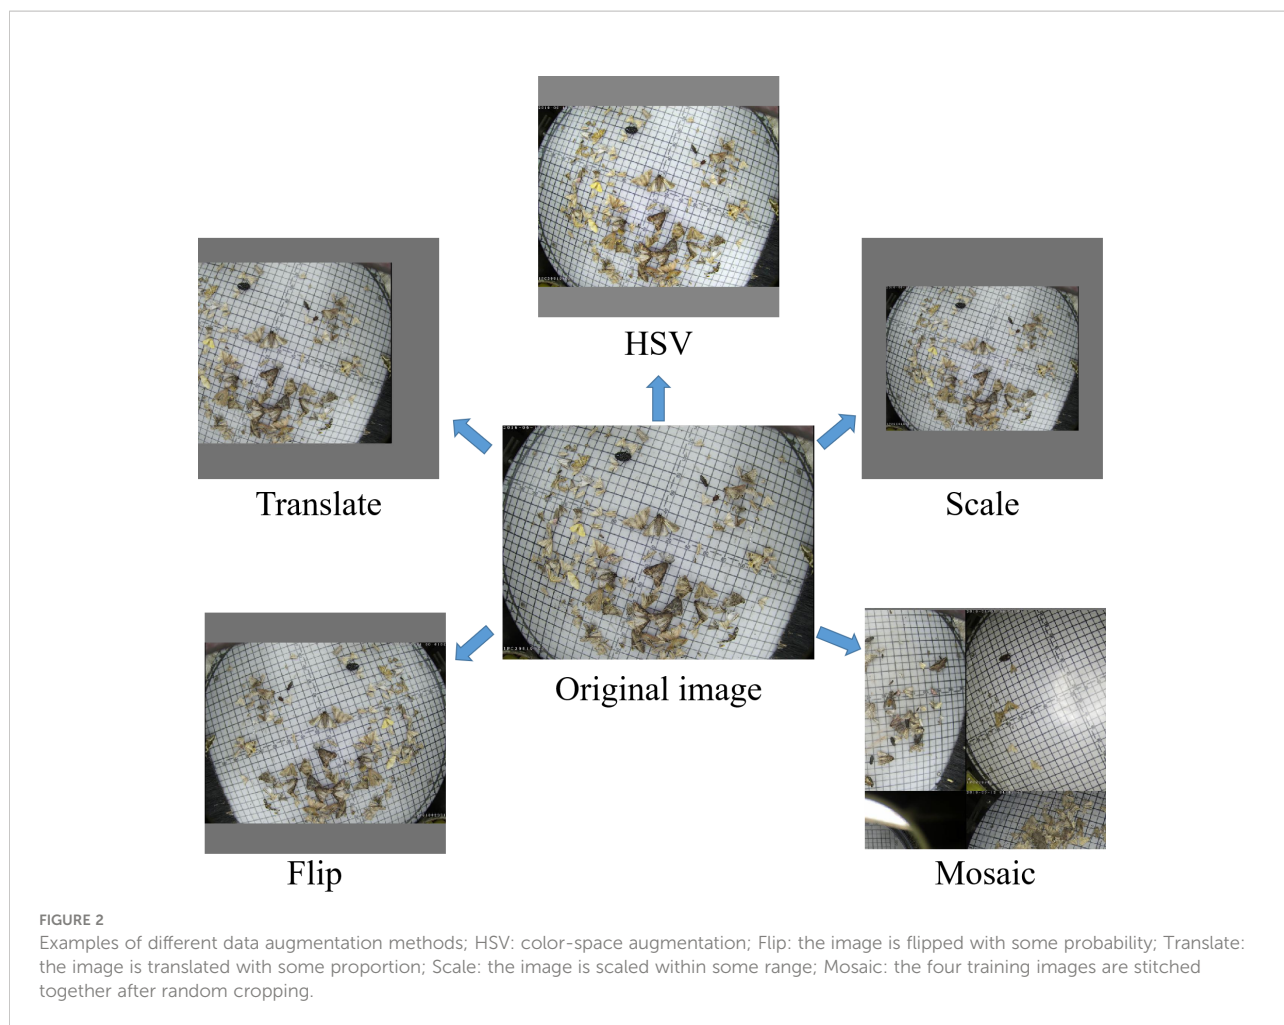 HSV
Translate
Scale
Original image
Flip
Mosaic
FIGURE 2
Examples of different data augmentation methods; HSV: color-space augmentation; Flip: the image is flipped with some probability; Translate:
the image is translated with some proportion; Scale: the image is scaled within some range; Mosaic: the four training images are stitched
together after random cropping.